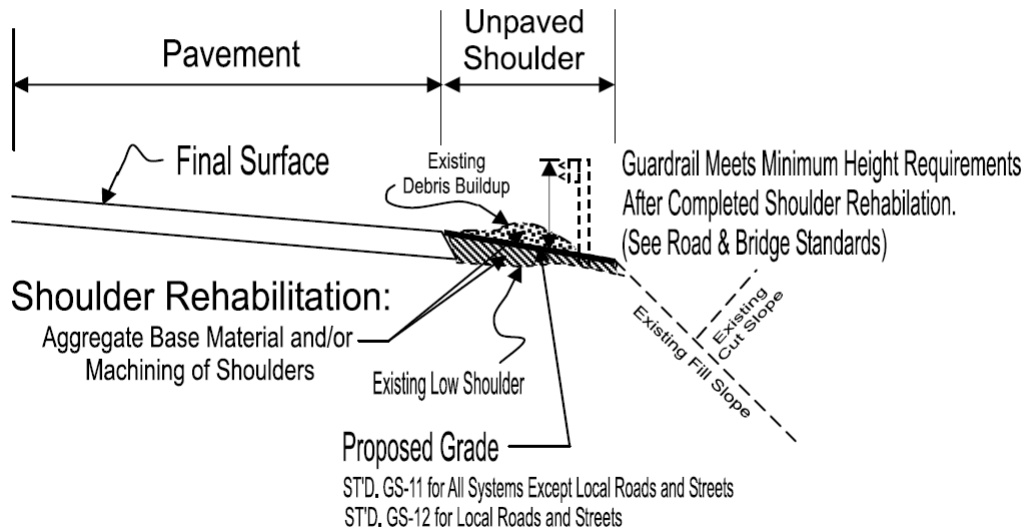 Unpaved
Shoulder
Pavement
Final Surface
Existing
Debris Buildup
Guardrail Meets Minimum Height Requirements
After Completed Shoulder Rehabilation.
(See Road & Bridge Standards)
Shoulder Rehabilitation:
Aggregate Base Material and/or
Machining of Shoulders
Existing Low Shoulder
Existing
Cut Slope
Existing Fill Slope
Proposed Grade
ST'D, GS-11 for All Systems Except Local Roads and Streets
ST'D, GS-12 for Local Roads and Streets